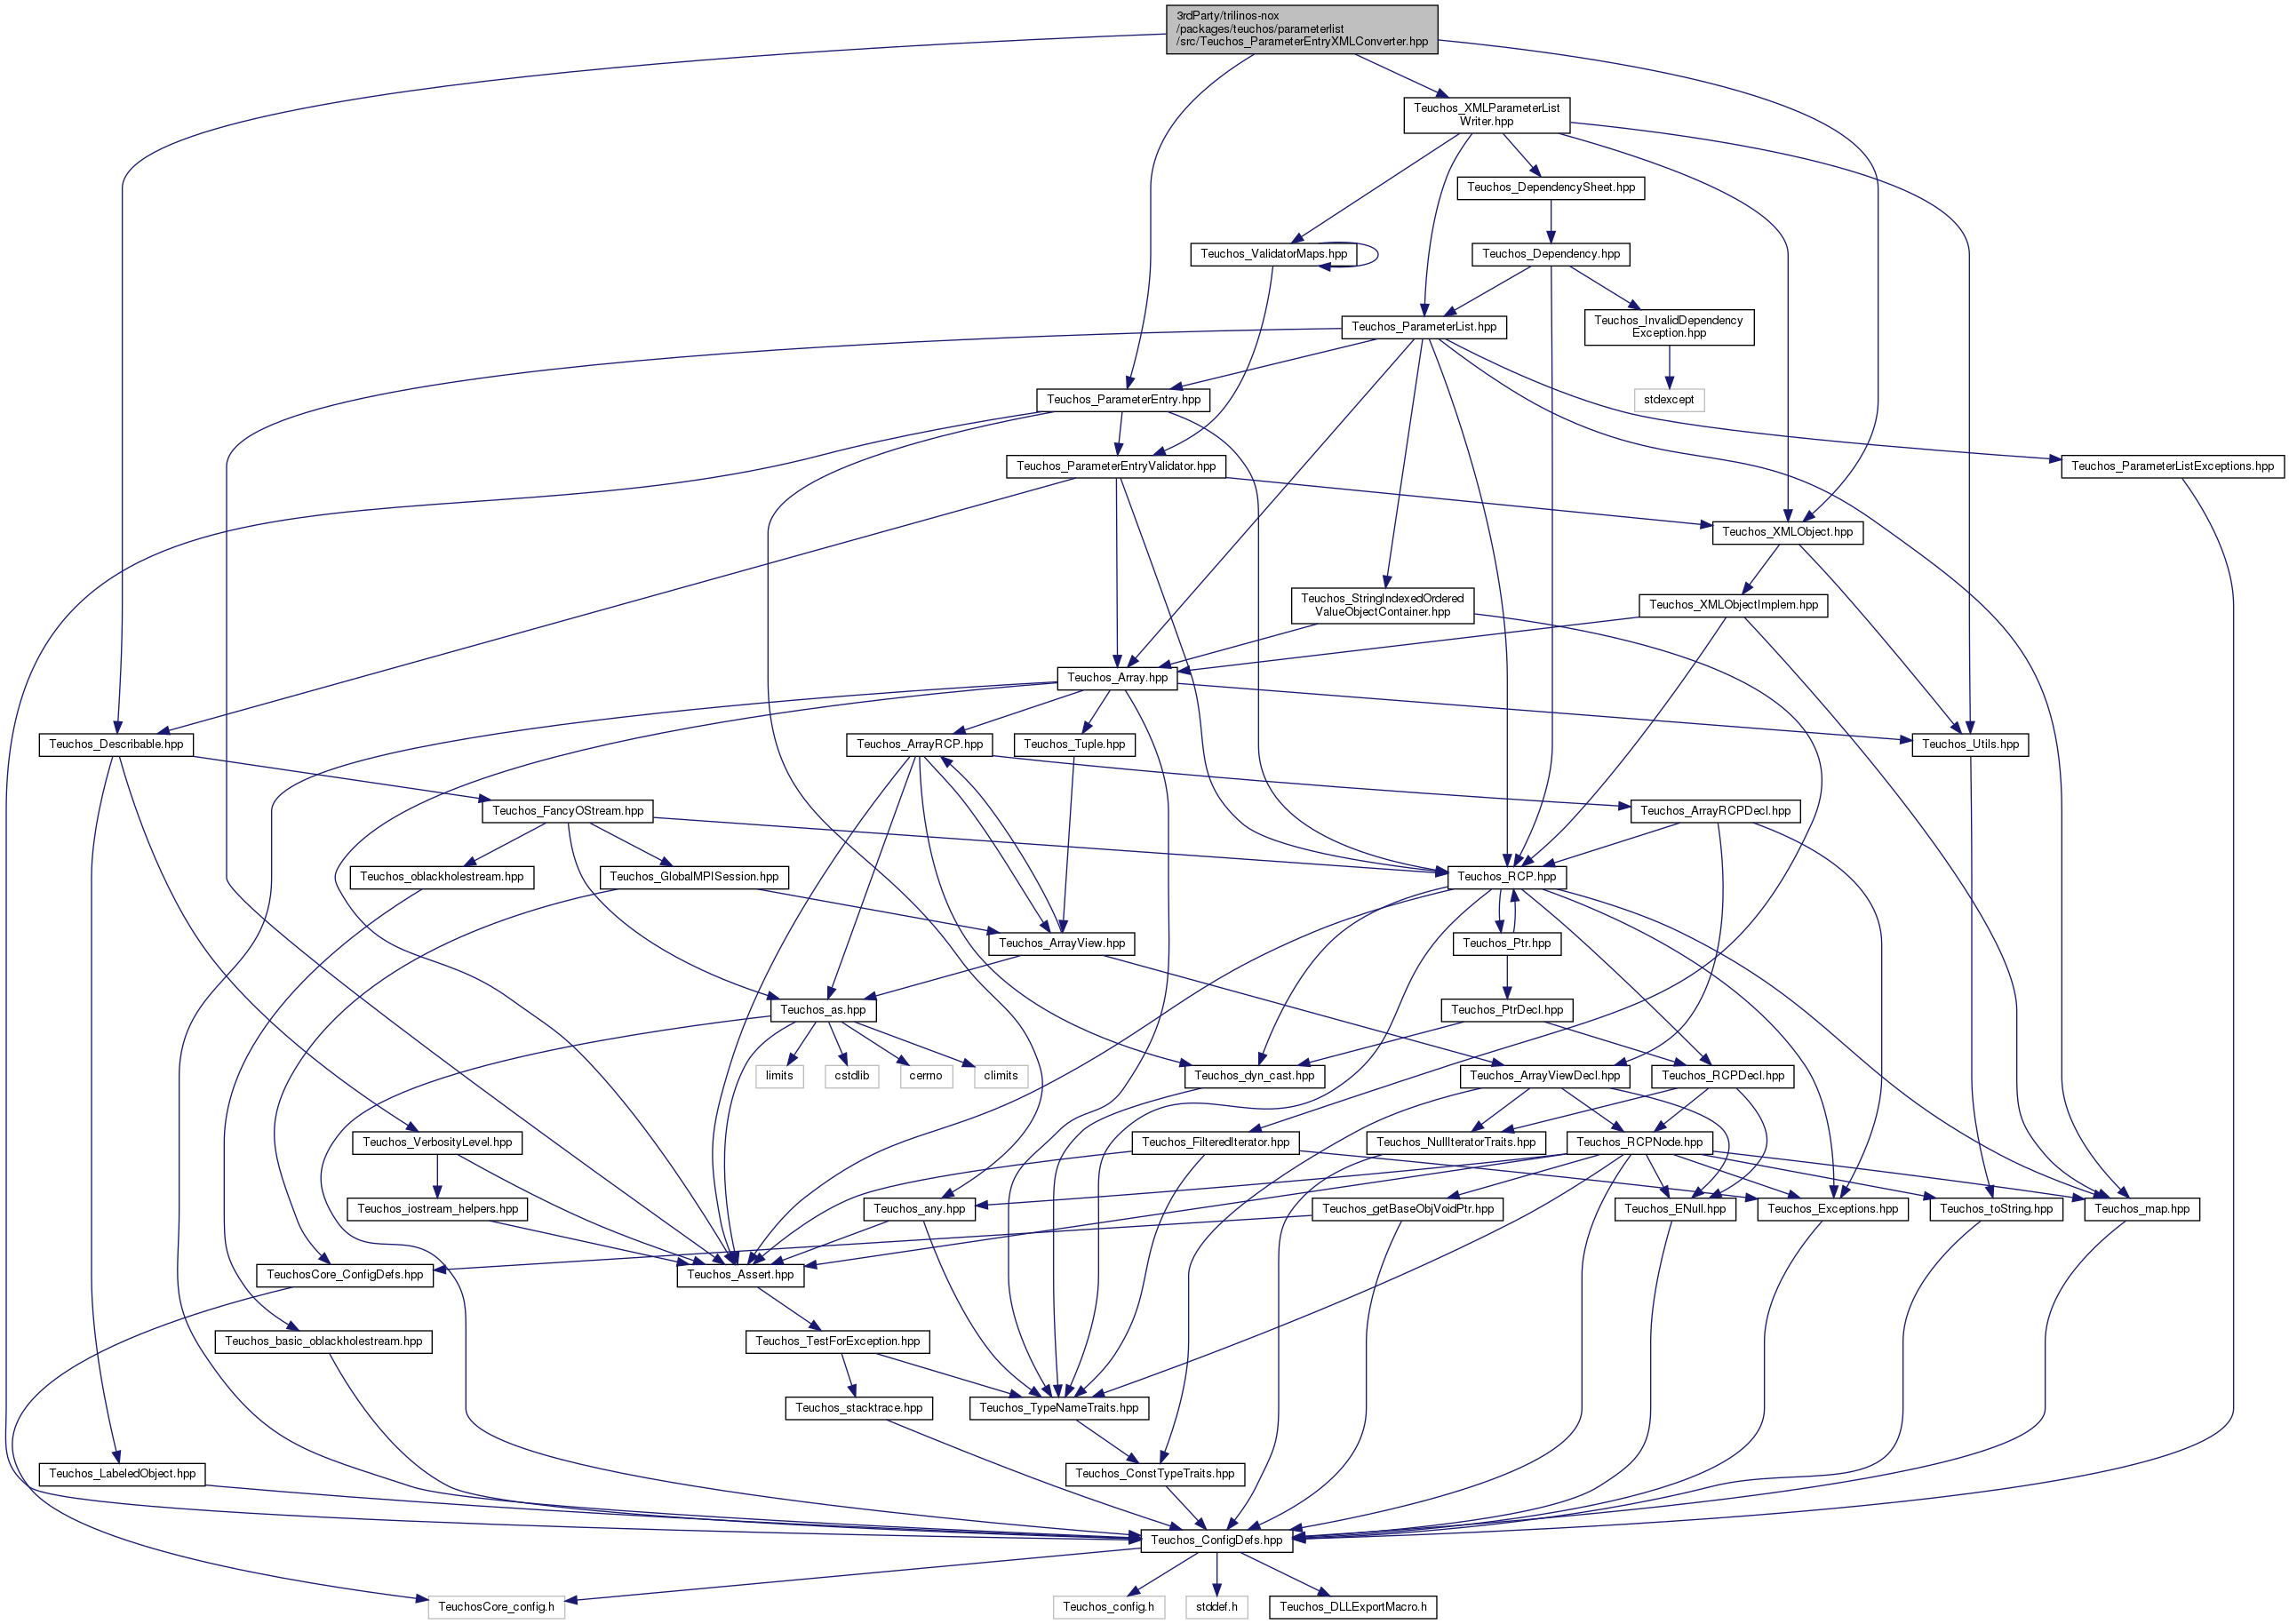 3rdParty/trilinos-nox
/packages/teuchos/parameterlist
/src/Teuchos_ParameterEntryXMLConverter.hpp
Teuchos_XMLParameterList
Writer.hpp
Teuchos_DependencySheet.hpp
Teuchos_ValidatorMaps.hpp
Teuchos_Dependency.hpp
Teuchos_ParameterList.hpp
Teuchos_InvalidDependency
Exception.hpp
Teuchos_ParameterEntry.hpp
stdexcept
Teuchos_ParameterEntryValidator.hpp
Teuchos_ParameterListExceptions.hpp
Teuchos_XMLObject.hpp
Teuchos_StringIndexedOrdered
ValueObjectContainer.hpp
Teuchos_XMLObjectImplem.hpp
Teuchos_Array.hpp
Teuchos_Describable.hpp
Teuchos_ArrayRCP.hpp
Teuchos_Tuple.hpp
Teuchos_Utils.hpp
Teuchos_FancyOStream.hpp
Teuchos_ArrayRCPDecl.hpp
Teuchos_oblackholestream.hpp
Teuchos_GlobalMPISession.hpp
Teuchos_RCP.hpp
Teuchos_ArrayView.hpp
Teuchos_Ptr.hpp
Teuchos_as.hpp
Teuchos_PtrDecl.hpp
limits
cstdlib
cerrno
climits
Teuchos_dyn_cast.hpp
Teuchos_ArrayViewDecl.hpp
Teuchos_RCPDecl.hpp
Teuchos_VerbosityLevel.hpp
Teuchos_FilteredIterator.hpp
Teuchos_NullIteratorTraits.hpp
Teuchos_RCPNode.hpp
Teuchos_iostream_helpers.hpp
Teuchos_any.hpp
Teuchos_getBaseObjVoidPtr.hpp
Teuchos_ENull.hpp
Teuchos_Exceptions.hpp
Teuchos_toString.hpp
Teuchos_map.hpp
TeuchosCore_ConfigDefs.hpp
Teuchos_Assert.hpp
Teuchos_basic_oblackholestream.hpp
Teuchos_TestForException.hpp
Teuchos_stacktrace.hpp
Teuchos_TypeNameTraits.hpp
Teuchos_LabeledObject.hpp
Teuchos_ConstTypeTraits.hpp
Teuchos_ConfigDefs.hpp
TeuchosCore_config.h
Teuchos_config.h
stddef.h
Teuchos_DLLExportMacro.h